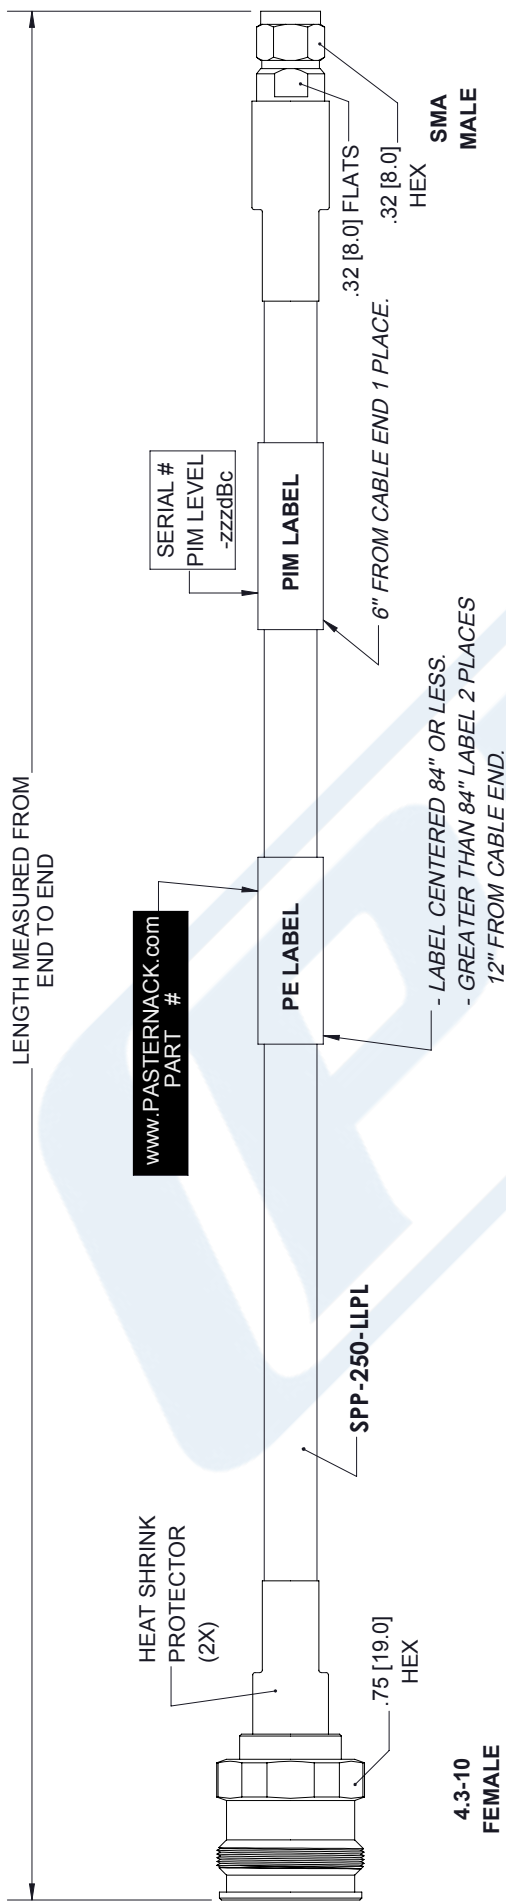 LENGTH MEASURED FROM
END TO END
HEAT SHRINK
PROTECTOR
(2X)
www.PASTERNACK.com
PART #
SERIAL #
PIM LEVEL
-zzzdBc
PE LABEL
PIM LABEL
.75 [19.0]
HEX
SPP-250-LLPL
- LABEL CENTERED 84" OR LESS.
- GREATER THAN 84" LABEL 2 PLACES
12" FROM CABLE END.
6" FROM CABLE END 1 PLACE.
.32 [8.0] FLATS
.32 [8.0]
HEX
4.3-10
FEMALE
SMA
MALE